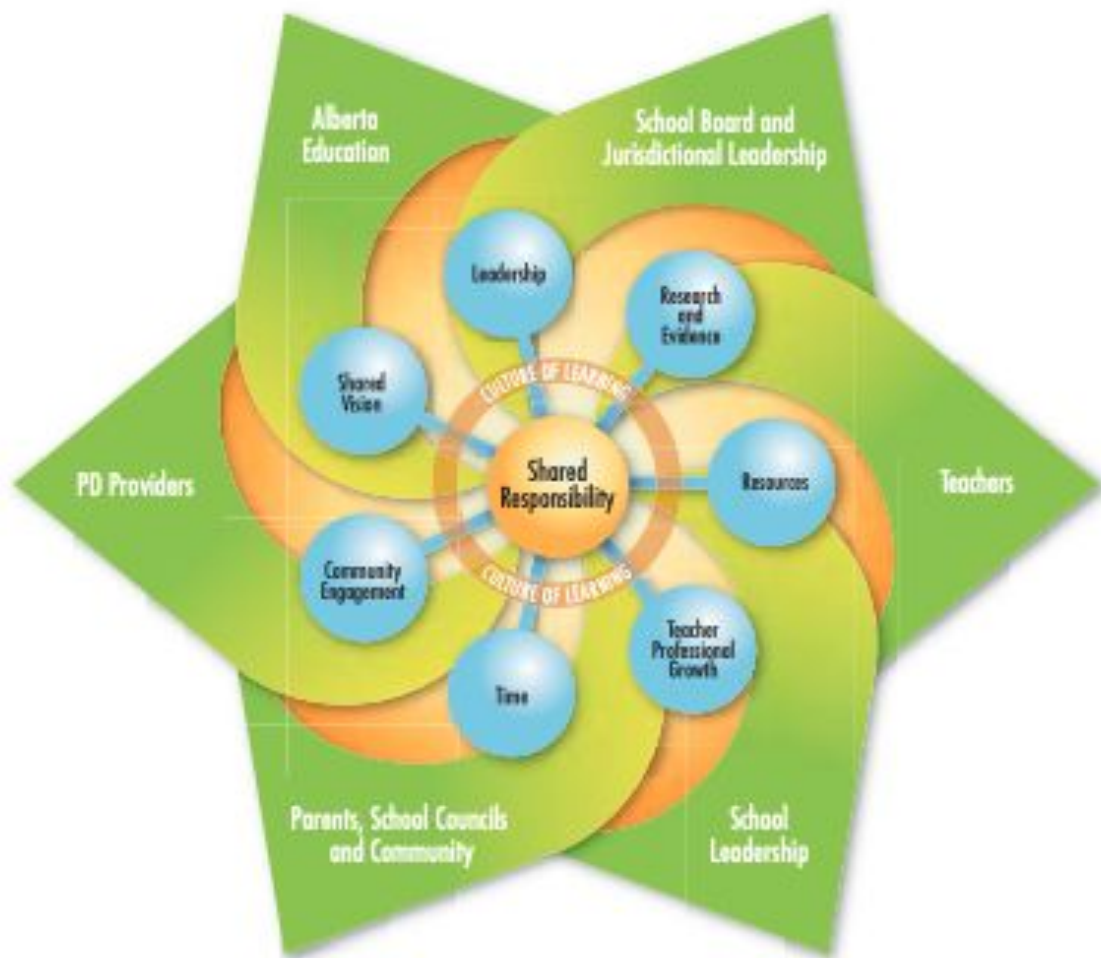 Alberta
Education
School Board and
Jurisdictional Leadership
Leadership
Research
and
Evidence
Shared
Vision
CULTURE OF LEARNING
PD Providers
Shared
Responsibility
Resources
Teachers
Community
Engagement
CULTURE OF LEARNING
Teacher
Professional
Growth
Time
Parents, School Councils
and Community
School
Leadership